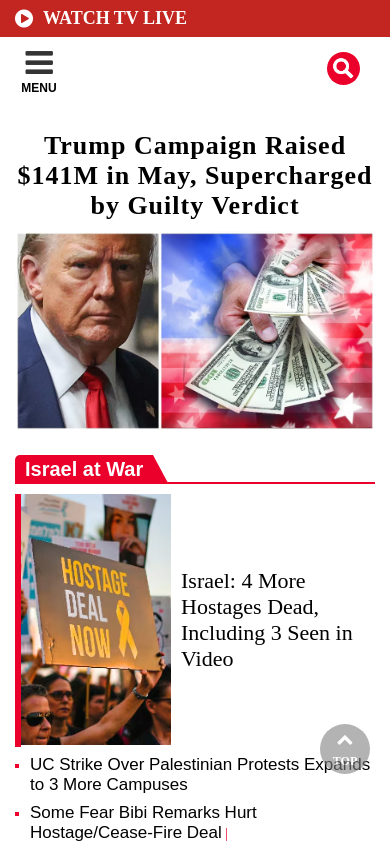 WATCH TV LIVE
MENU
Trump Campaign Raised
$141M in May, Supercharged
by Guilty Verdict
Israel at War
HOSTAGE
DEAL
NOW
Israel: 4 More
Hostages Dead,
Including 3 Seen in
Video
UC Strike Over Palestinian Protests Expands
to 3 More Campuses
TOP
Some Fear Bibi Remarks Hurt
Hostage/Cease-Fire Deal |